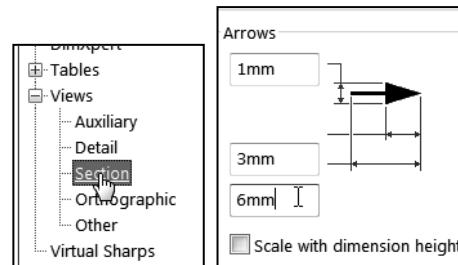 DimXpert
Tables
Views
Auxiliary
Detail
Section
Orthographic
Other
Virtual Sharps
Arrows
1mm
3mm
6mm
Scale with dimension height